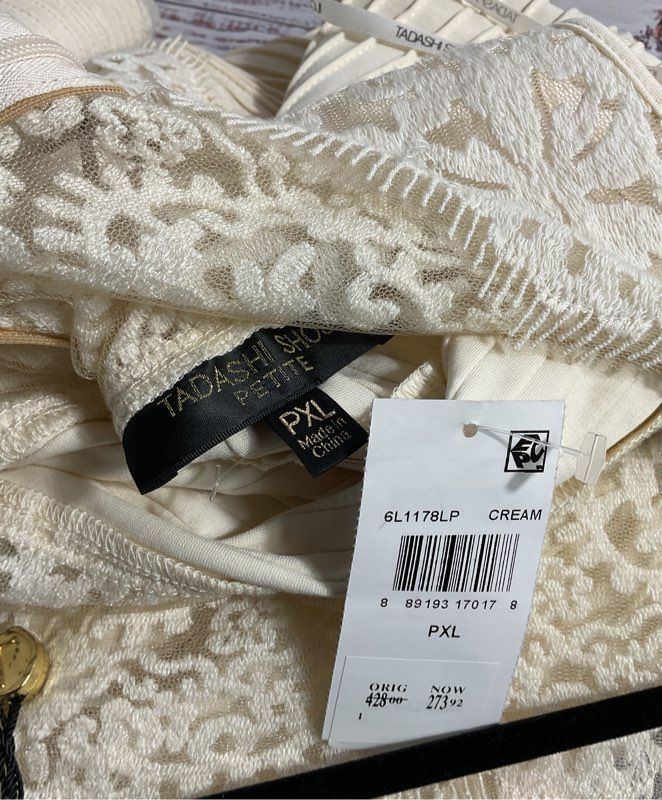 TADASHI S
TADASHI SHO
PETITE
PXL
Made in
China
6L1178LP CREAM
8 89193 17017 8
PXL
ORIG NOW
428 00 273 92
1